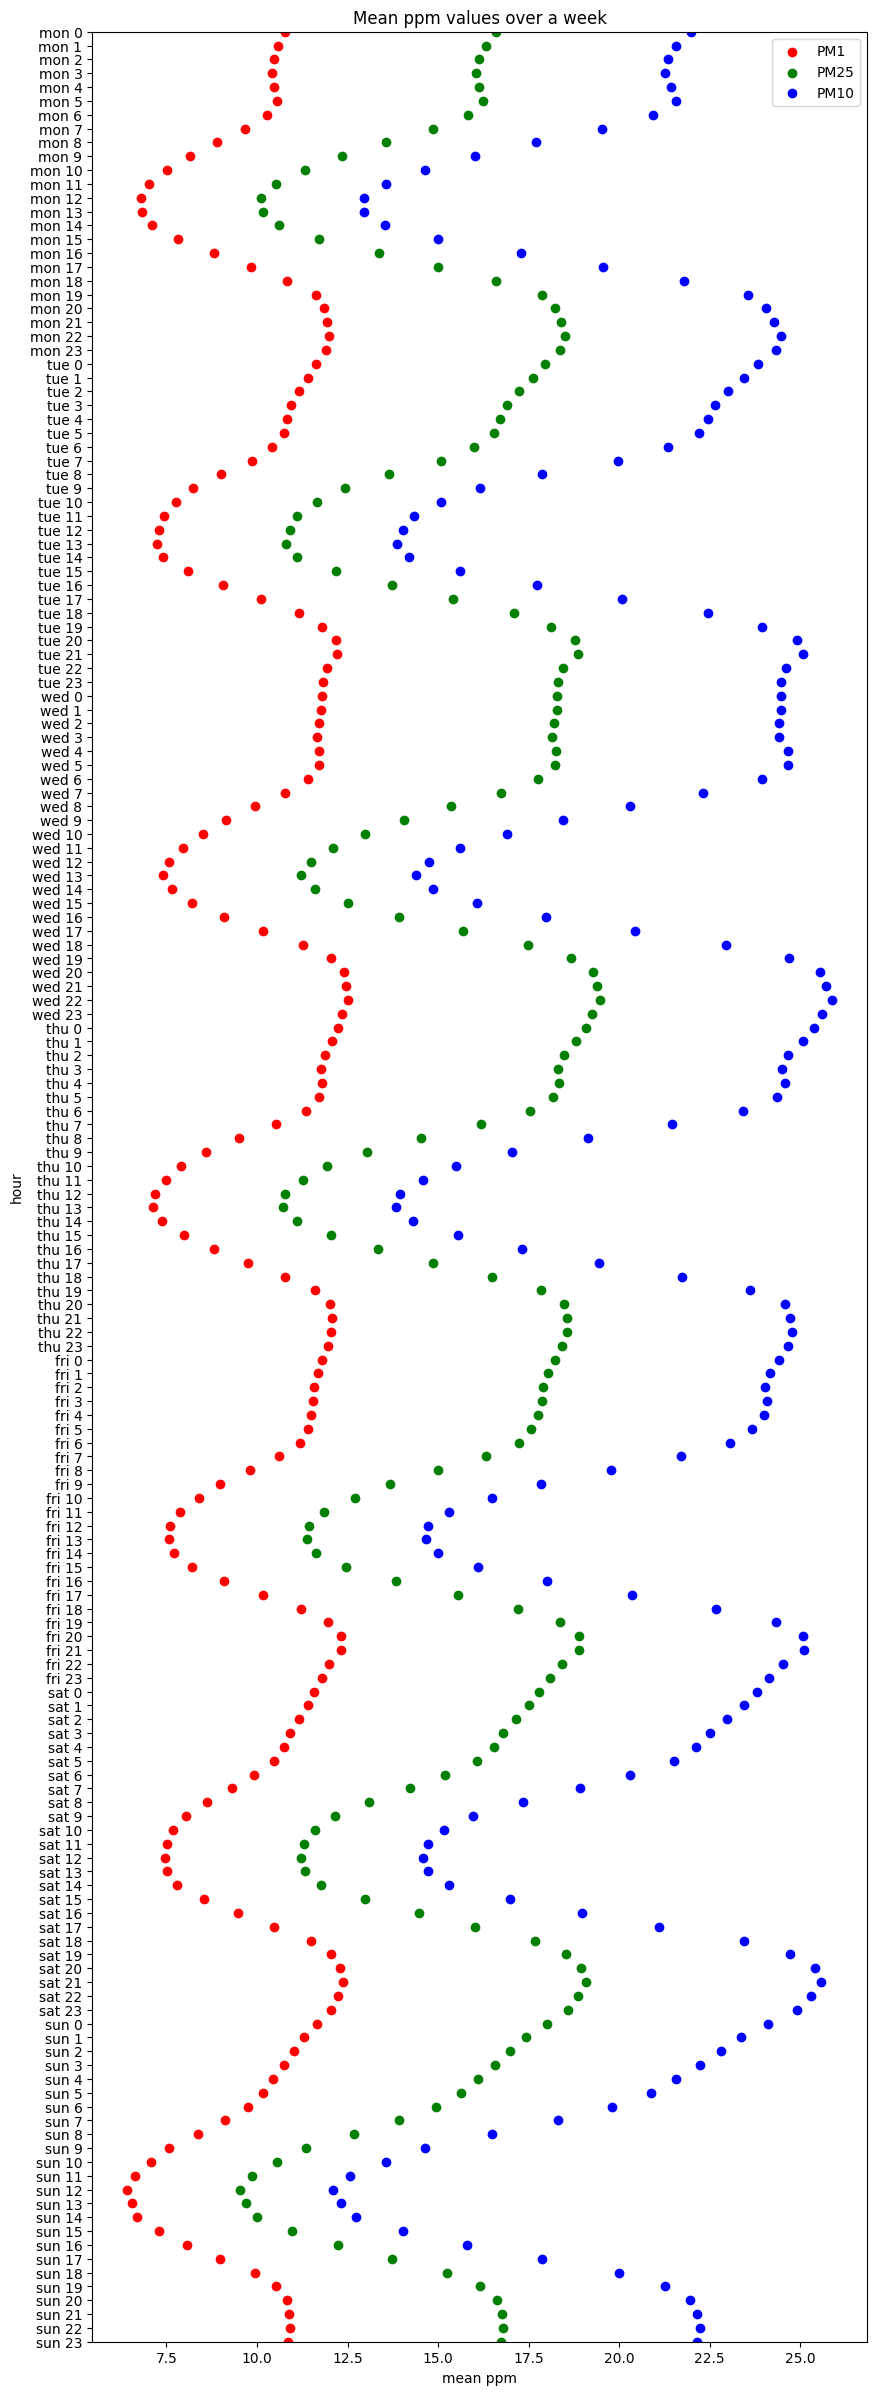 Mean ppm values over a week
PM1
PM25
PM10
mon 0
mon 1
mon 2
mon 3
mon 4
mon 5
mon 6
mon 7
mon 8
mon 9
mon 10
mon 11
mon 12
mon 13
mon 14
mon 15
mon 16
mon 17
mon 18
mon 19
mon 20
mon 21
mon 22
mon 23
tue 0
tue 1
tue 2
tue 3
tue 4
tue 5
tue 6
tue 7
tue 8
tue 9
tue 10
tue 11
tue 12
tue 13
tue 14
tue 15
tue 16
tue 17
tue 18
tue 19
tue 20
tue 21
tue 22
tue 23
wed 0
wed 1
wed 2
wed 3
wed 4
wed 5
wed 6
wed 7
wed 8
wed 9
wed 10
wed 11
wed 12
wed 13
wed 14
wed 15
wed 16
wed 17
wed 18
wed 19
wed 20
wed 21
wed 22
wed 23
thu 0
thu 1
thu 2
thu 3
thu 4
thu 5
thu 6
thu 7
thu 8
thu 9
thu 10
thu 11
thu 12
thu 13
thu 14
thu 15
thu 16
thu 17
thu 18
thu 19
thu 20
thu 21
thu 22
thu 23
fri 0
fri 1
fri 2
fri 3
fri 4
fri 5
fri 6
fri 7
fri 8
fri 9
fri 10
fri 11
fri 12
fri 13
fri 14
fri 15
fri 16
fri 17
fri 18
fri 19
fri 20
fri 21
fri 22
fri 23
sat 0
sat 1
sat 2
sat 3
sat 4
sat 5
sat 6
sat 7
sat 8
sat 9
sat 10
sat 11
sat 12
sat 13
sat 14
sat 15
sat 16
sat 17
sat 18
sat 19
sat 20
sat 21
sat 22
sat 23
sun 0
sun 1
sun 2
sun 3
sun 4
sun 5
sun 6
sun 7
sun 8
sun 9
sun 10
sun 11
sun 12
sun 13
sun 14
sun 15
sun 16
sun 17
sun 18
sun 19
sun 20
sun 21
sun 22
sun 23
hour
7.5 10.0 12.5 15.0 17.5 20.0 22.5 25.0
mean ppm